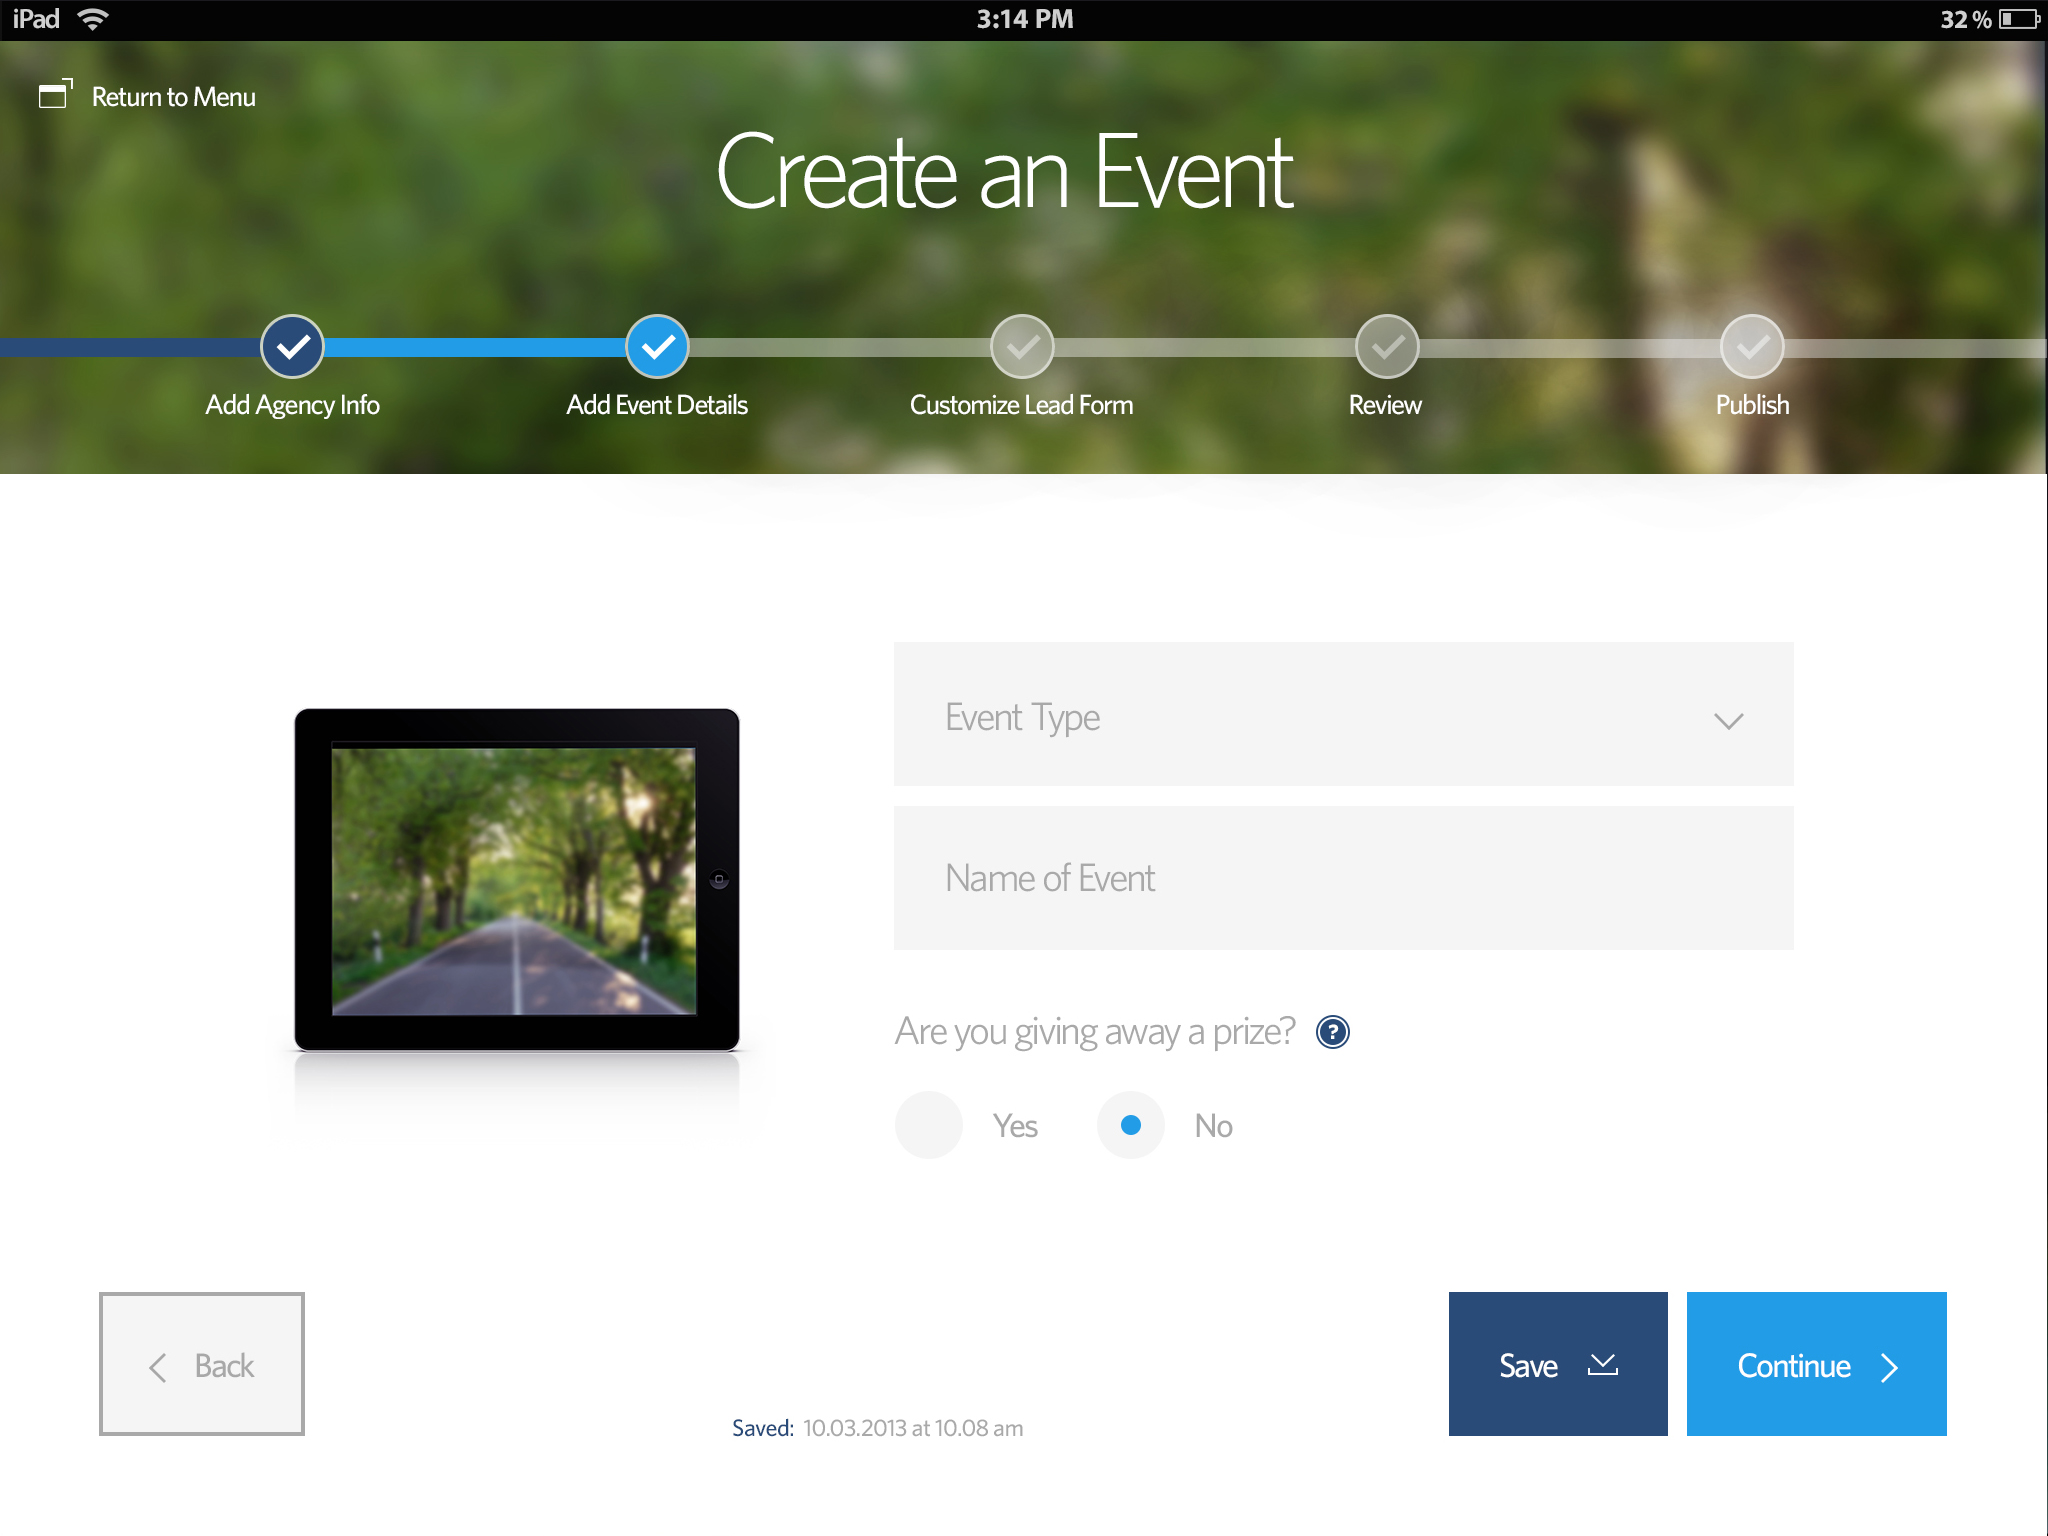 iPad 3:14 PM 32 %
Return to Menu
Create an Event
Add Agency Info Add Event Details Customize Lead Form Review Publish
Event Type
Name of Event
Are you giving away a prize? ?
Yes No
Back Save Continue
Saved: 10.03.2013 at 10.08 am